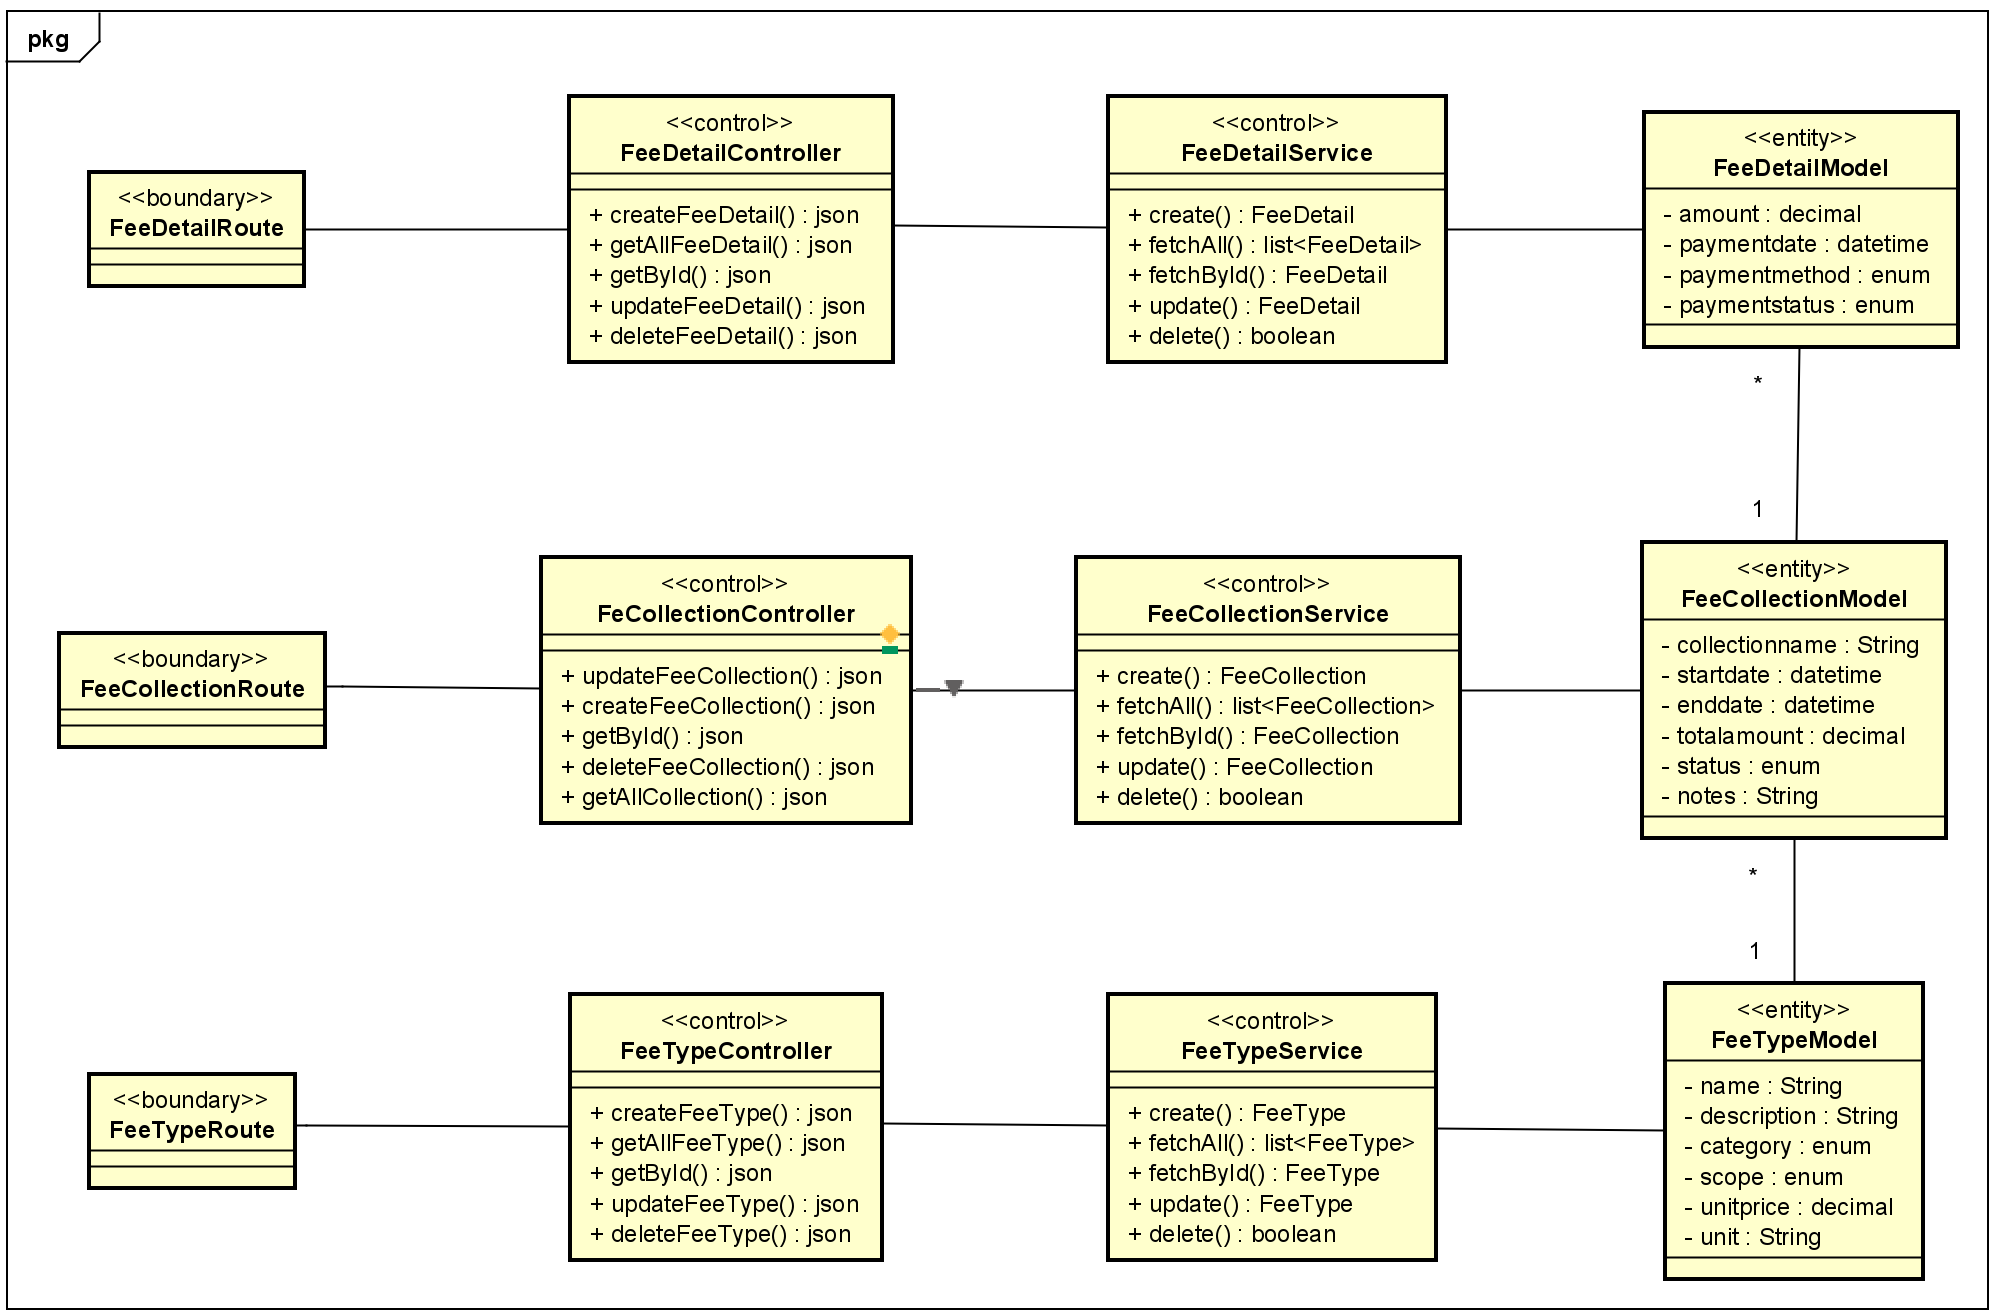 pkg
<<boundary>>
FeeDetailRoute
<<control>>
FeeDetailController
+ createFeeDetail() : json
+ getAllFeeDetail() : json
+ getById() : json
+ updateFeeDetail() : json
+ deleteFeeDetail() : json
<<control>>
FeeDetailService
+ create() : FeeDetail
+ fetchAll() : list<FeeDetail>
+ fetchById() : FeeDetail
+ update() : FeeDetail
+ delete() : boolean
<<entity>>
FeeDetailModel
- amount : decimal
- paymentdate : datetime
- paymentmethod : enum
- paymentstatus : enum
*
1
<<boundary>>
FeeCollectionRoute
<<control>>
FeCollectionController
+ updateFeeCollection() : json
+ createFeeCollection() : json
+ getById() : json
+ deleteFeeCollection() : json
+ getAllCollection() : json
<<control>>
FeeCollectionService
+ create() : FeeCollection
+ fetchAll() : list<FeeCollection>
+ fetchById() : FeeCollection
+ update() : FeeCollection
+ delete() : boolean
<<entity>>
FeeCollectionModel
- collectionname : String
- startdate : datetime
- enddate : datetime
- totalamount : decimal
- status : enum
- notes : String
*
1
<<boundary>>
FeeTypeRoute
<<control>>
FeeTypeController
+ createFeeType() : json
+ getAllFeeType() : json
+ getById() : json
+ updateFeeType() : json
+ deleteFeeType() : json
<<control>>
FeeTypeService
+ create() : FeeType
+ fetchAll() : list<FeeType>
+ fetchById() : FeeType
+ update() : FeeType
+ delete() : boolean
<<entity>>
FeeTypeModel
- name : String
- description : String
- category : enum
- scope : enum
- unitprice : decimal
- unit : String